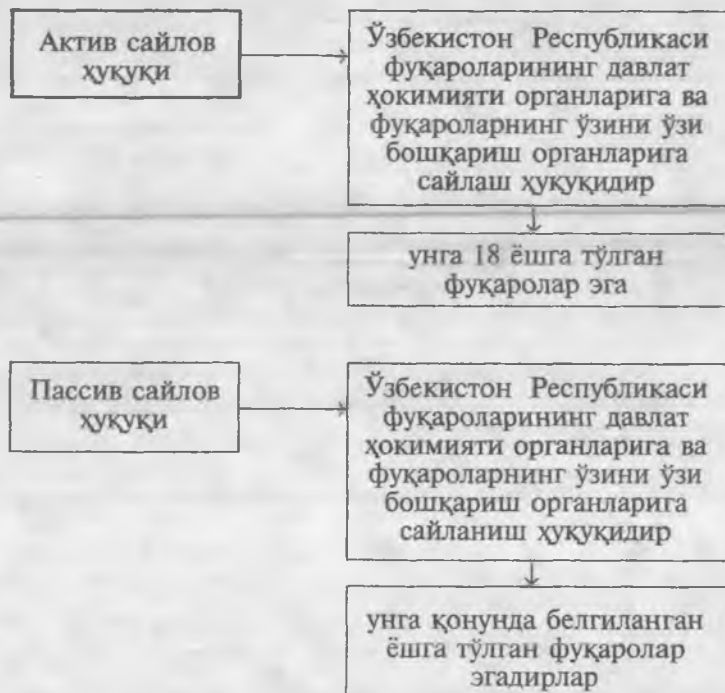 Актив сайлов
ҳуқуқи
Ўзбекистон Республикаси
фуқароларининг давлат
ҳокимияти органларига ва
фуқароларнинг ўзини ўзи
бошқариш органларига
сайлаш ҳуқуқидир
унга 18 ёшга тўлган
фуқаролар эга
Пассив сайлов
ҳуқуқи
Ўзбекистон Республикаси
фуқароларининг давлат
ҳокимияти органларига ва
фуқароларнинг ўзини ўзи
бошқариш органларига
сайланиш ҳуқуқидир
унга қонунда белгиланган
ёшга тўлган фуқаролар
эгадирлар